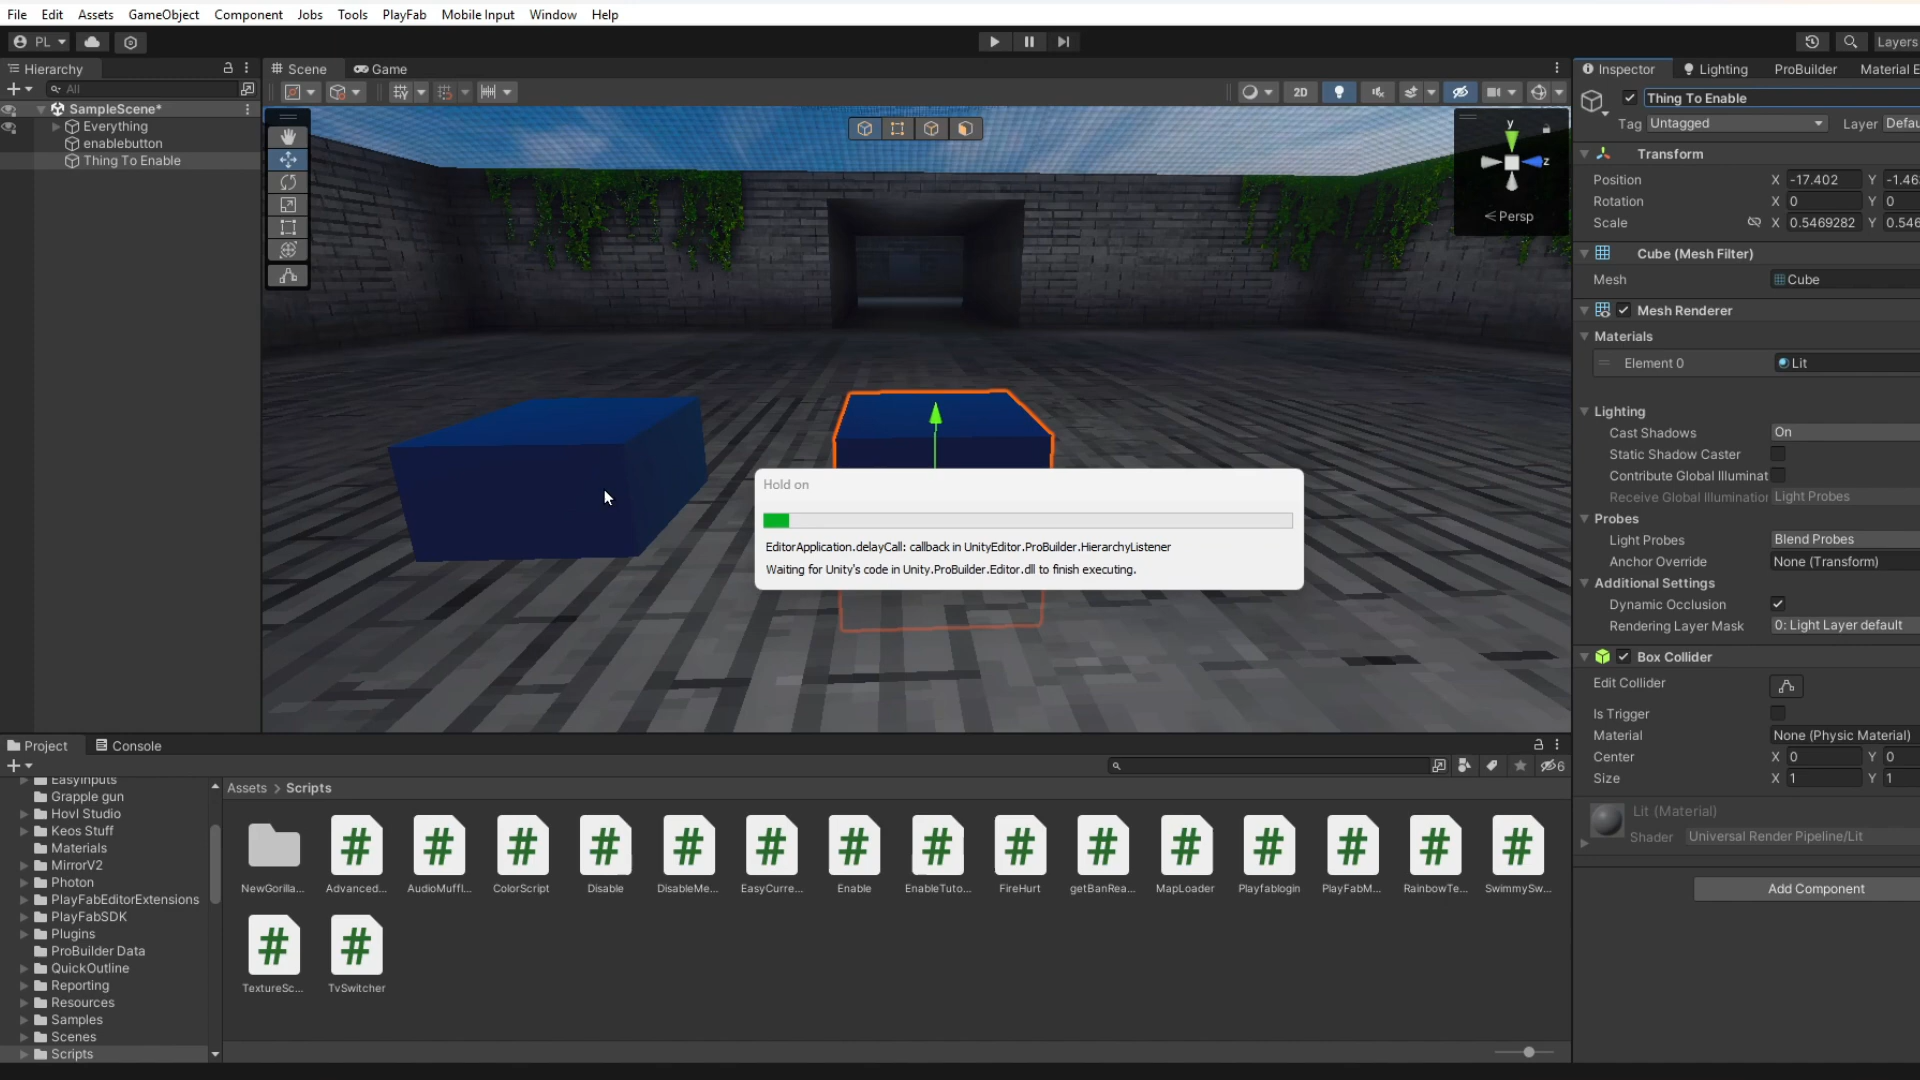 File Edit Assets GameObject Component Jobs Tools PlayFab Mobile Input Window Help
PL
Layers
Hierarchy
All
SampleScene*
Everything
enablebutton
Thing To Enable
Scene Game
2D
y
z
Persp
Hold on
EditorApplication.delayCall: callback in UnityEditor.ProBuilder.HierarchyListener
Waiting for Unity's code in Unity.ProBuilder.Editor.dll to finish executing.
Inspector Lighting ProBuilder Material E
Thing To Enable
Tag Untagged Layer Defau
Transform
Position X -17.402 Y -1.46
Rotation X 0 Y 0
Scale X 0.5469282 Y 0.546
Cube (Mesh Filter)
Mesh Cube
Mesh Renderer
Materials
Element 0 Lit
Lighting
Cast Shadows On
Static Shadow Caster
Contribute Global Illuminat
Receive Global Illumination Light Probes
Probes
Light Probes Blend Probes
Anchor Override None (Transform)
Additional Settings
Dynamic Occlusion
Rendering Layer Mask 0: Light Layer default
Box Collider
Edit Collider
Is Trigger
Material None (Physic Material)
Center X 0 Y 0
Size X 1 Y 1
Lit (Material)
Shader Universal Render Pipeline/Lit
Add Component
Project Console
6
EasyInputs
Grapple gun
Hovl Studio
Keos Stuff
Materials
MirrorV2
Photon
PlayFabEditorExtensions
PlayFabSDK
Plugins
ProBuilder Data
QuickOutline
Reporting
Resources
Samples
Scenes
Scripts
Assets > Scripts
NewGorilla... Advanced... AudioMuffl... ColorScript Disable DisableMe... EasyCurre... Enable EnableTuto... FireHurt getBanRea... MapLoader Playfablogin PlayFabM... RainbowTe... SwimmySw...
TextureSc... TvSwitcher